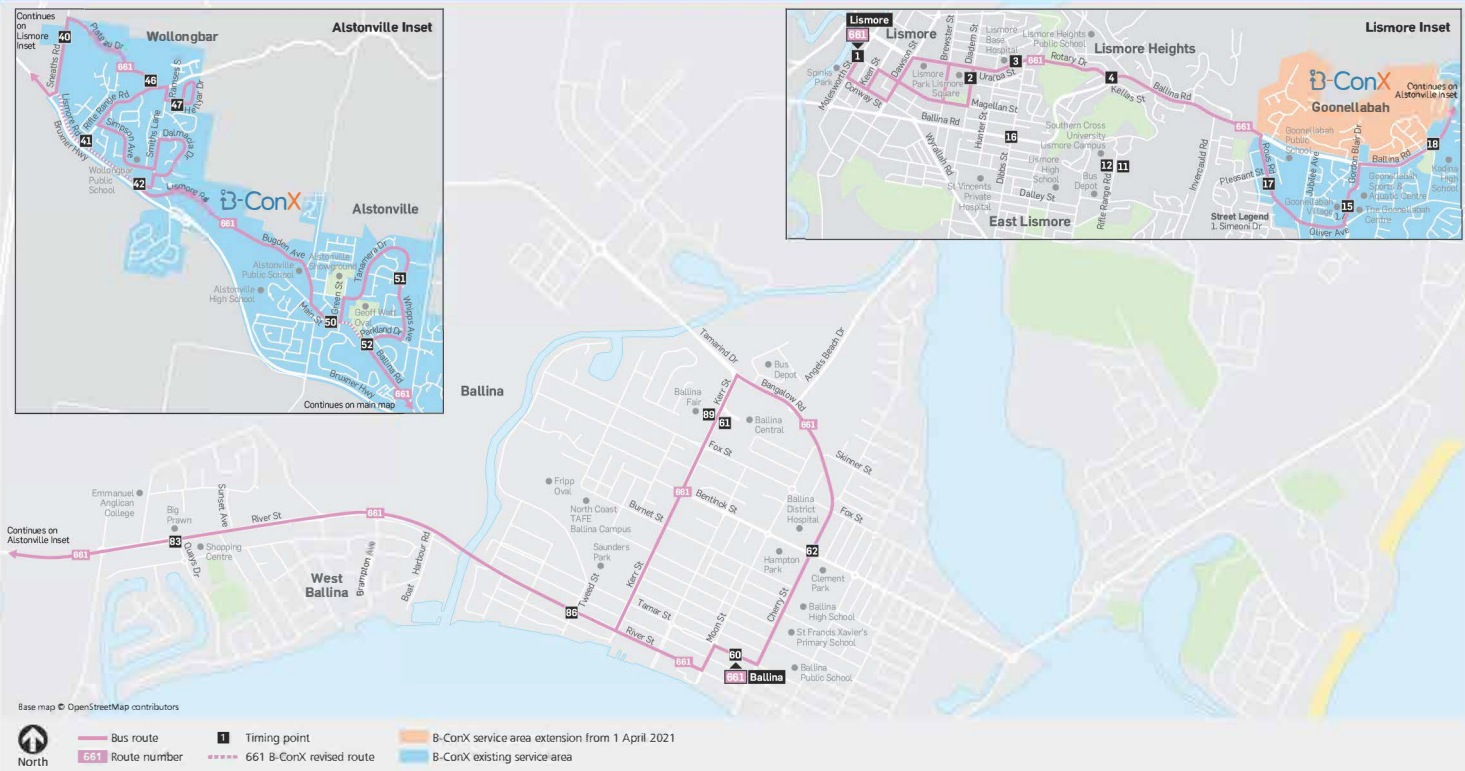 Continues
on
Lismore
Inset
40
Plateau Dr
Wollongbar
Alstonville Inset
Sneaths Rd
661
46
Ranses S
47
Rifle Range Rd
Lismore Rd
Bruxner Hwy
41
Simpson Ave
Smiths Lane
Dalmacia Dr
Wollongbar
Public
School
42
Lismore Rd
B-ConX
661
Alstonville
Bugden Ave
Alstonville
Showground
Tanamera Dr
Alstonville
Public School
51
Alstonville
High School
Green St
Main St
Geoff Watt
Oval
Whipps Ave
50
Parkland Dr
52
Ballina Rd
Bruxner Hwy
661
Continues on main map
Lismore
661
1
Lismore
Lismore Inset
Brewster St
Diadem St
Lismore
Base
Hospital
Lismore Heights
Public School
Lismore Heights
Dawson St
Keen St
Spinks
Park
Molesworth St
Conway St
Lismore
Park
Lismore
Square
2
Uralba St
3
661
Rotary Dr
4
Kellas St
Ballina Rd
Magellan St
Ballina Rd
Hunter St
16
Southern Cross
University
Lismore Campus
Wyrallah Rd
Dibbs St
Lismore
High
School
12
11
Bus
Depot
Rifle Range Rd
St Vincents
Private
Hospital
Dalley St
East Lismore
Invercauld Rd
661
B-ConX
Goonellabah
Continues on
Alstonville Inset
Goonellabah
Public
School
Rous Rd
Pleasant St
17
Jubilee Ave
Gordon Blair Dr
Ballina Rd
18
Kadina
High
School
Goonellabah
Sports &
Aquatic Centre
Goonellabah
Village
1.
15
The Goonellabah
Centre
Oliver Ave
Street Legend
1. Simeoni Dr
Tamarind Dr
Angels Beach Dr
Bus
Depot
Ballina
Kerr St
Bangalow Rd
Ballina
Fair
89
61
Ballina
Central
661
Fox St
Skinner St
Fripp
Oval
661
Bentinck St
Ballina
District
Hospital
Fox St
North Coast
TAFE
Ballina Campus
Burnet St
Emmanuel
Anglican
College
Sunset Ave
Big
Prawn
River St
661
Continues on
Alstonville Inset
661
83
Quays Dr
Shopping
Centre
West
Ballina
Brampton Ave
Boat Harbour Rd
Saunders
Park
Kerr St
Tweed St
86
Hampton
Park
62
Clement
Park
Tamar St
Moon St
Cherry St
Ballina
High School
River St
661
60
661
Ballina
St Francis Xavier's
Primary School
Ballina
Public School
Base map © OpenStreetMap contributors
North
Bus route
661 Route number
1 Timing point
661 B-ConX revised route
B-ConX service area extension from 1 April 2021
B-ConX existing service area